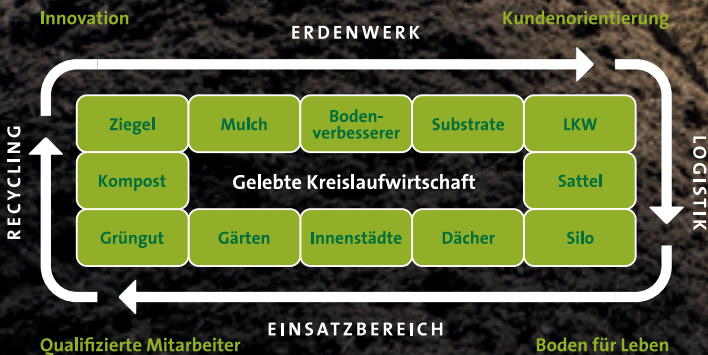 Innovation
Kundenorientierung
ERDENWERK
Ziegel
Mulch
Boden-
verbesserer
Substrate
LKW
RECYCLING
LOGISTIK
Kompost
Gelebte Kreislaufwirtschaft
Sattel
Grüngut
Gärten
Innenstädte
Dächer
Silo
EINSATZBEREICH
Qualifizierte Mitarbeiter
Boden für Leben